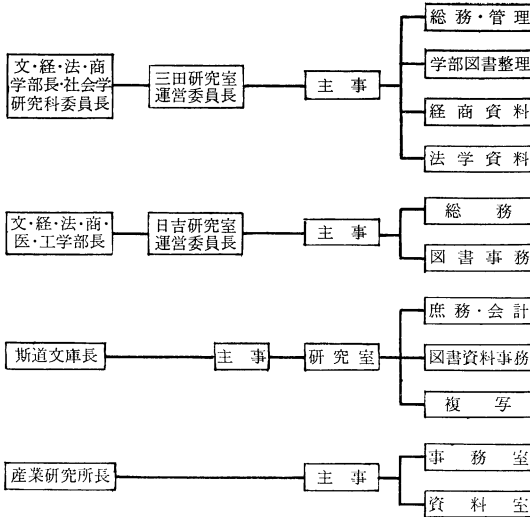 文・経・法・商
学部長・社会学
研究科委員長
三田研究室
運営委員長
主事
総務・管理
学部図書整理
経商資料
法学資料
文・経・法・商・
医・工学部長
日吉研究室
運営委員長
主事
総務
図書事務
斯道文庫長
主事
研究室
庶務・会計
図書資料事務
複写
産業研究所長
主事
事務室
資料室